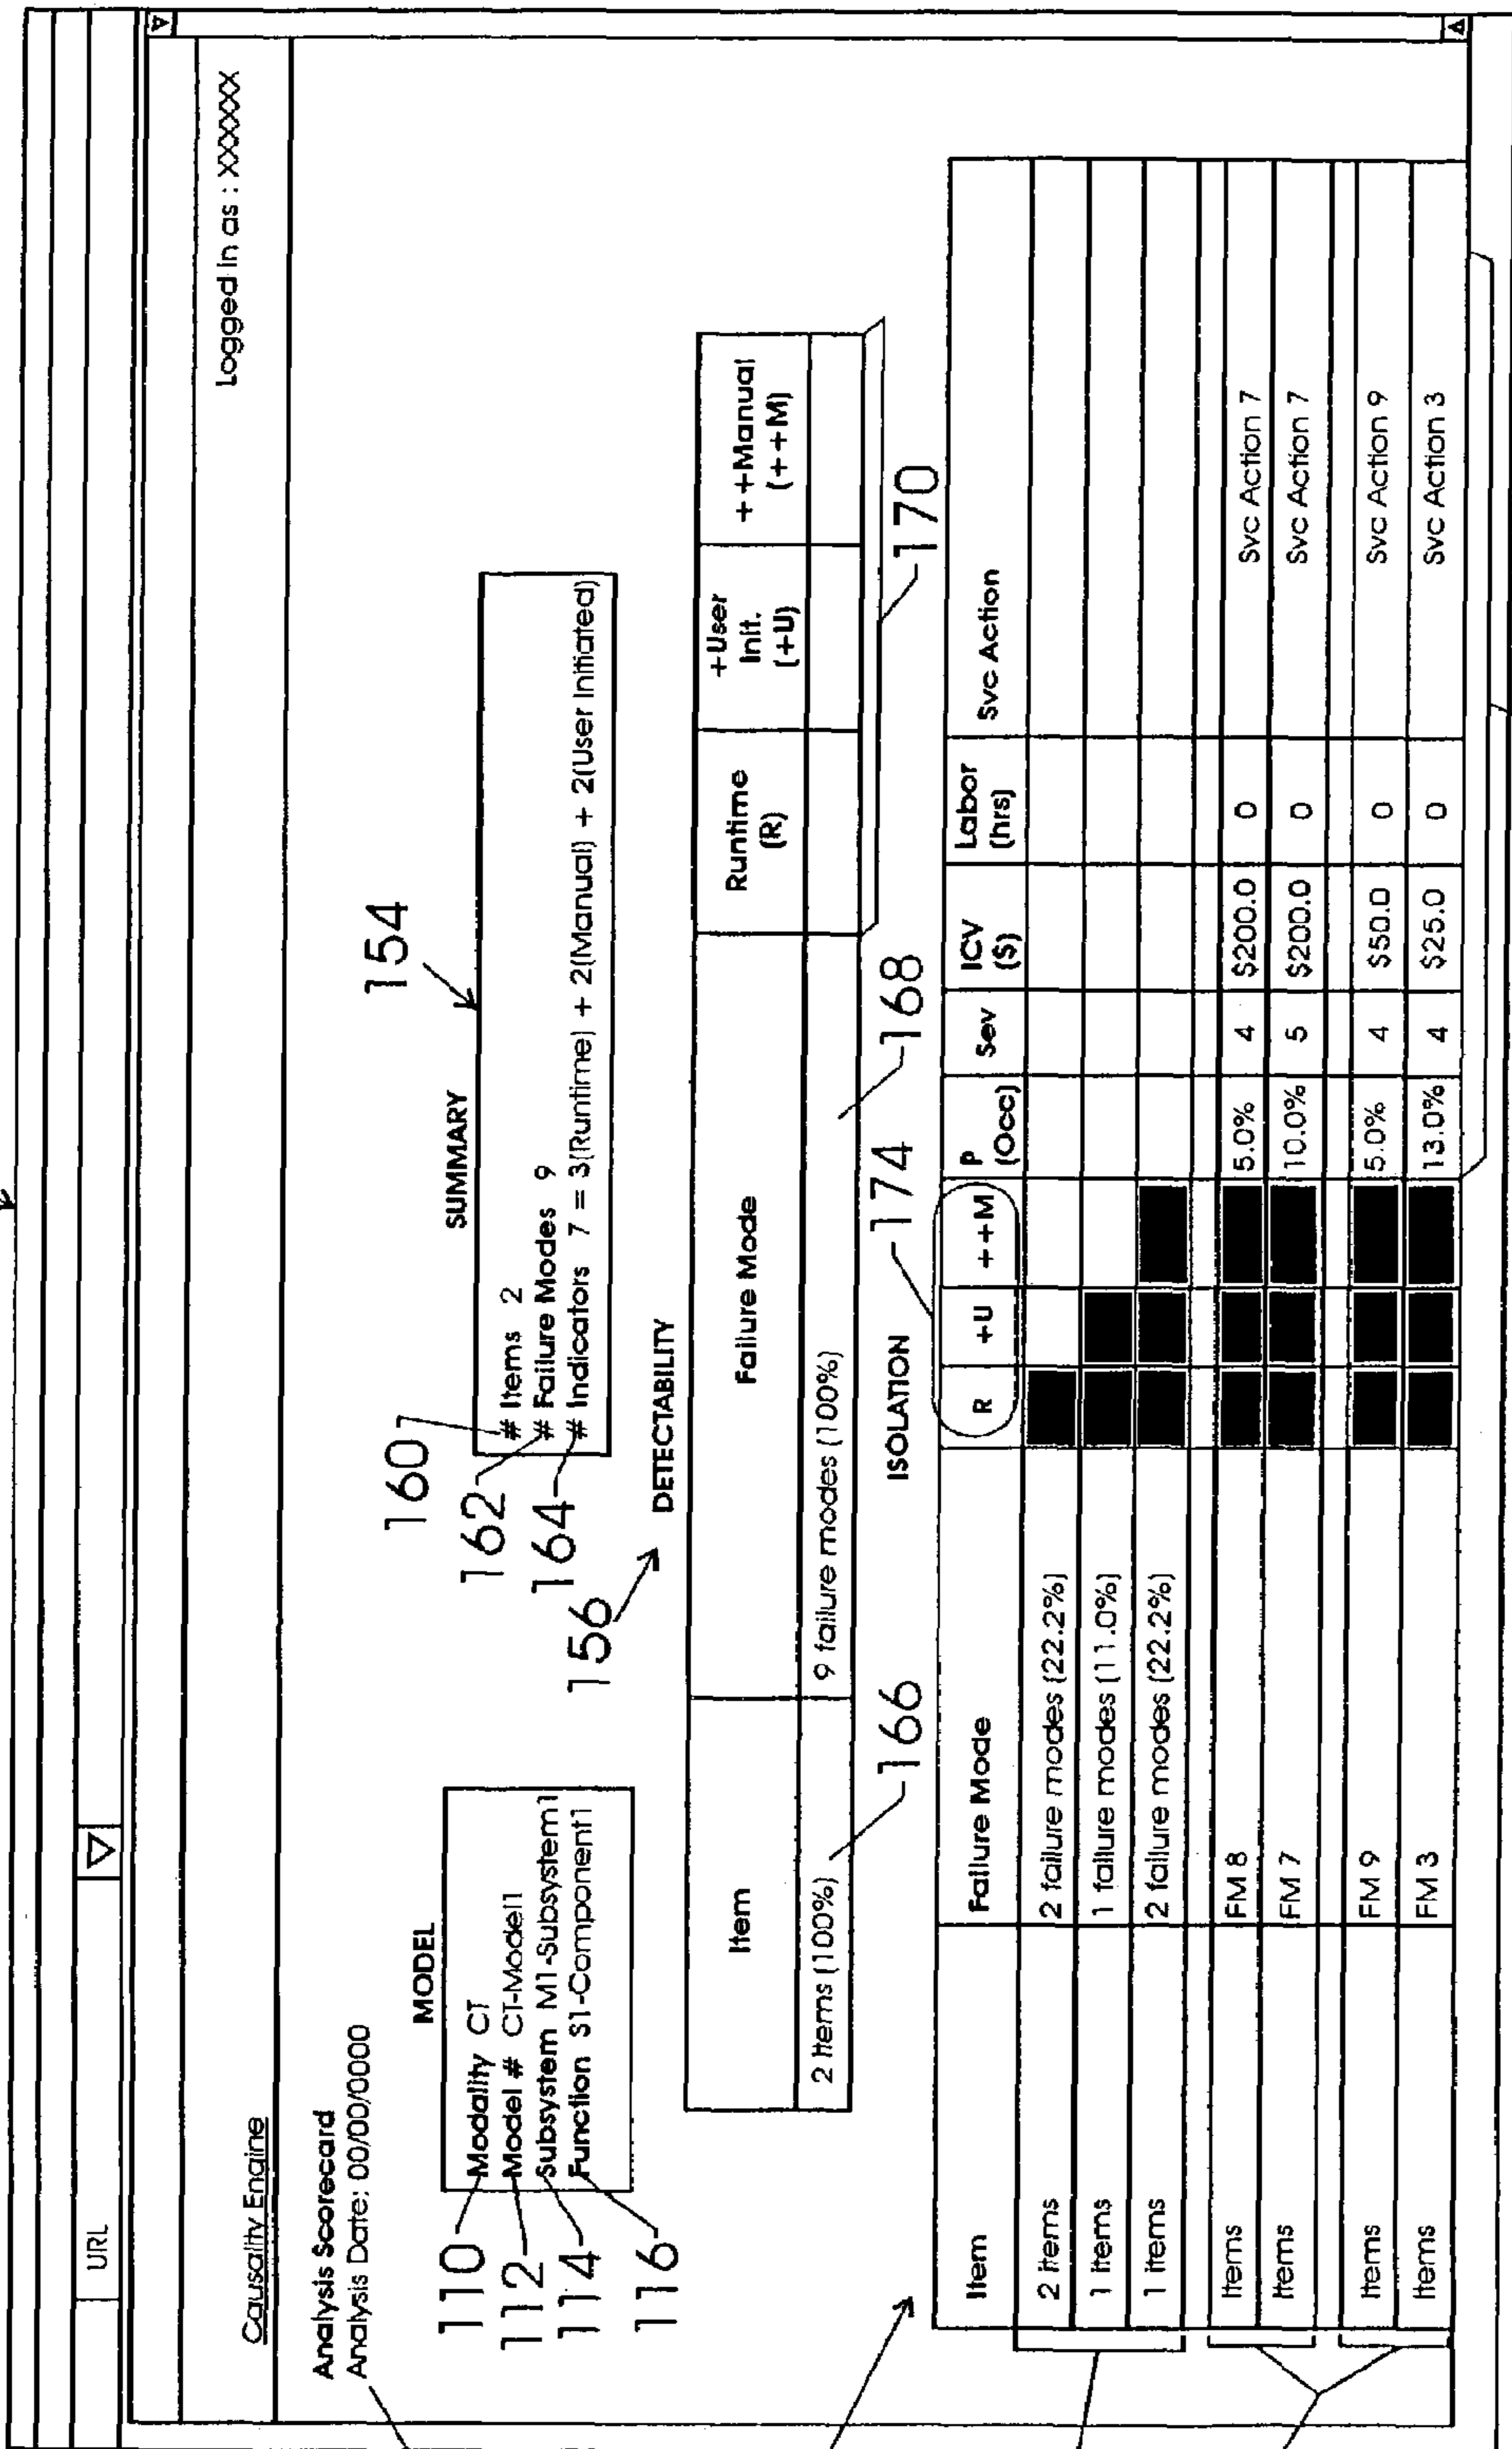 URL
Causality Engine
Logged in as : XXXXXX
Analysis Scorecard
Analysis Date: 00/00/0000
MODEL
110
112
114
116
Modality CT
Model # CT-Model1
Subsystem M1-Subsystem1
Function S1-Component1
SUMMARY
154
160
162
164
# Items 2
# Failure Modes 9
# Indicators 7 = 3(Runtime) + 2(Manual) + 2(User Initiated)
156
DETECTABILITY
Item Failure Mode Runtime (R) +User Init. (+U) ++Manual (++M)
2 Items (100%) 9 failure modes (100%)
166
168
170
ISOLATION
174
Item Failure Mode R +U ++M P (Occ) Sev ICV ($) Labor (hrs) Svc Action
2 items 2 failure modes (22.2%)
1 items 1 failure modes (11.0%)
1 items 2 failure modes (22.2%)
Items FM 8 5.0% 4 $200.0 0 Svc Action 7
Items FM 7 10.0% 5 $200.0 0 Svc Action 7
Items FM 9 5.0% 4 $50.0 0 Svc Action 9
Items FM 3 13.0% 4 $25.0 0 Svc Action 3